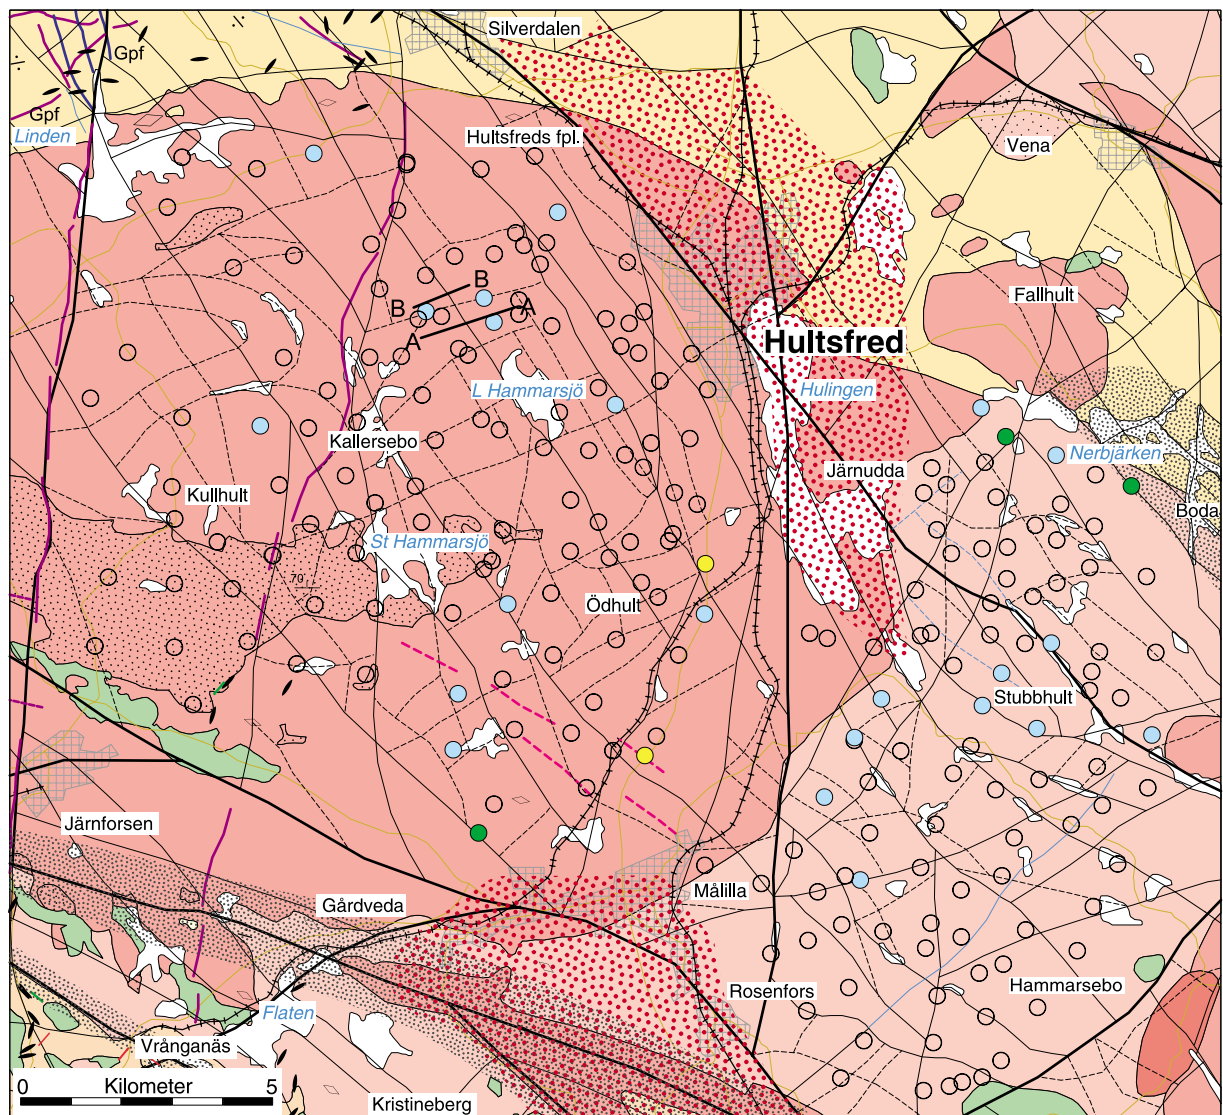 Silverdalen
Gpf
Gpf
Linden
Hultsfreds fpl.
Vena
B
B
A
A
Fallhult
Hultsfred
L Hammarsjö
Hulingen
Kallersebo
Nerbjärken
Järnudda
Kullhult
Boda
St Hammarsjö
70
Ödhult
Stubbhult
Järnforsen
Målilla
Gårdveda
Rosenfors
Hammarsebo
Flaten
Vrånganäs
0 Kilometer 5
Kristineberg